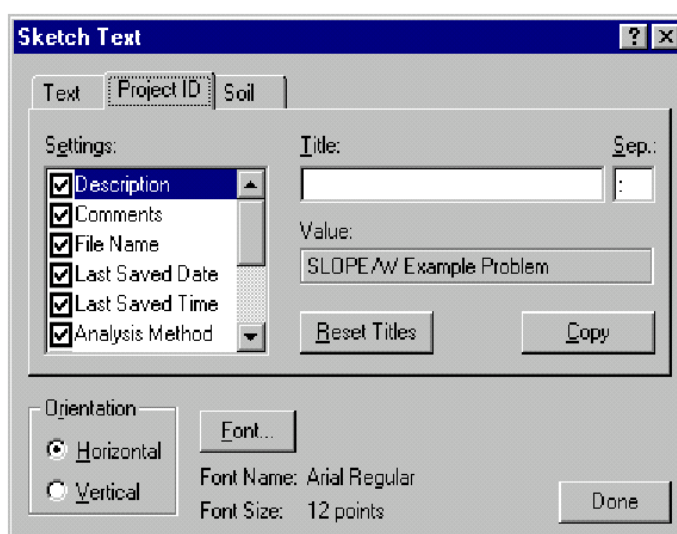 Sketch Text
Text Project ID Soil
Settings: Title: Sep.:
Description :
Comments
File Name Value:
Last Saved Date SLOPE/W Example Problem
Last Saved Time
Analysis Method Reset Titles Copy
Orientation
Horizontal Font...
Vertical Font Name: Arial Regular
Font Size: 12 points Done